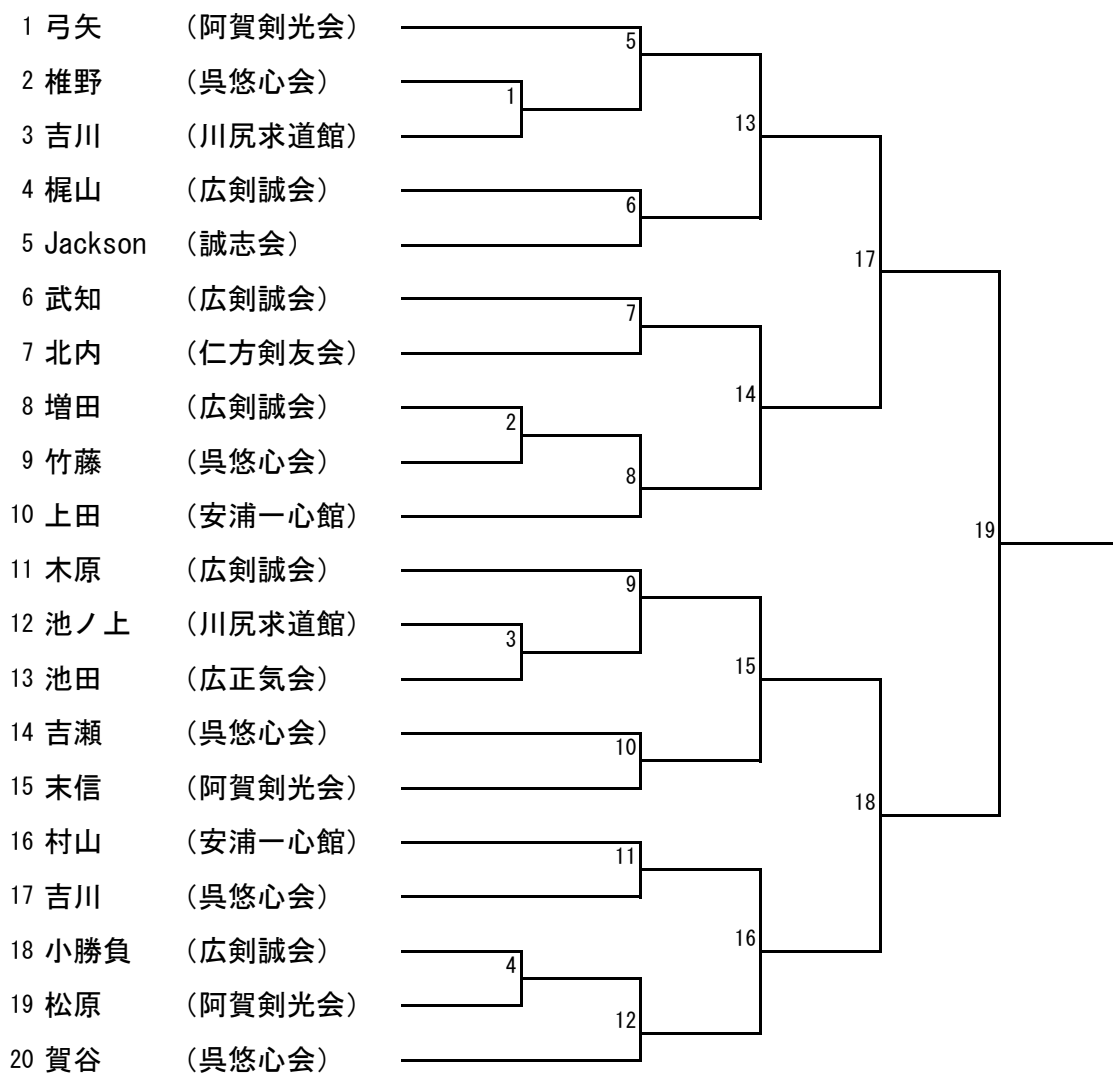 1 弓矢 （阿賀剣光会）
5
2 椎野 （呉悠心会）
1
3 吉川 （川尻求道館）
13
4 梶山 （広剣誠会）
6
5 Jackson （誠志会）
17
6 武知 （広剣誠会）
7
7 北内 （仁方剣友会）
14
8 増田 （広剣誠会）
2
9 竹藤 （呉悠心会）
8
10 上田 （安浦一心館）
19
11 木原 （広剣誠会）
9
12 池ノ上 （川尻求道館）
3
13 池田 （広正気会）
15
14 吉瀬 （呉悠心会）
10
15 末信 （阿賀剣光会）
18
16 村山 （安浦一心館）
11
17 吉川 （呉悠心会）
16
18 小勝負 （広剣誠会）
4
19 松原 （阿賀剣光会）
12
20 賀谷 （呉悠心会）